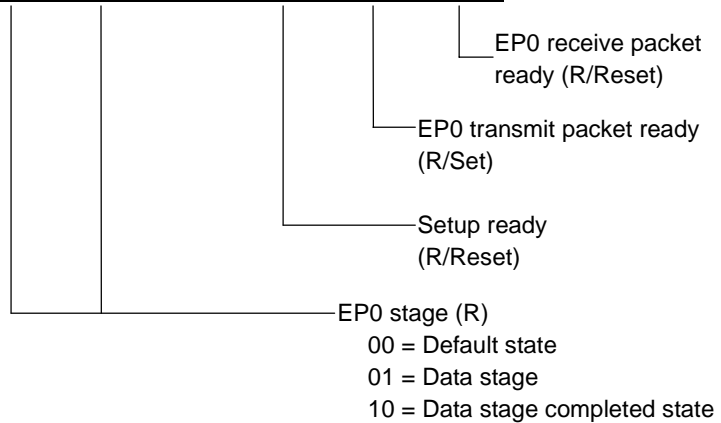 EP0 receive packet
ready (R/Reset)
EP0 transmit packet ready
(R/Set)
Setup ready
(R/Reset)
EP0 stage (R)
00 = Default state
01 = Data stage
10 = Data stage completed state